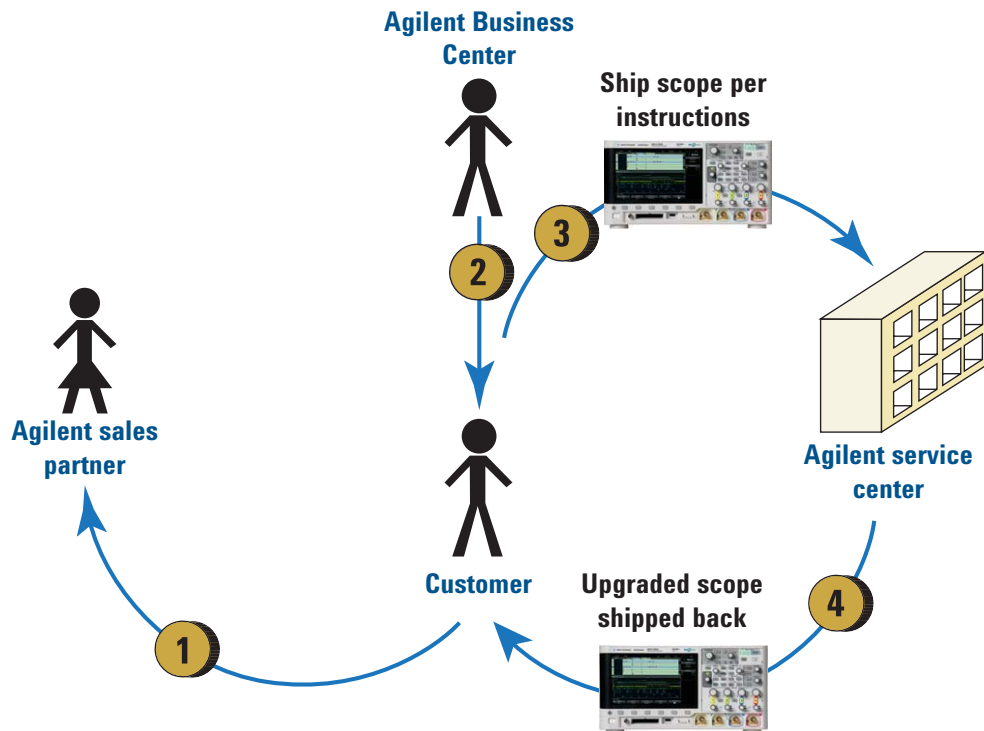 Agilent Business
Center
Ship scope per
instructions
3
2
Agilent sales
partner
Agilent service
center
Customer
Upgraded scope
shipped back
4
1